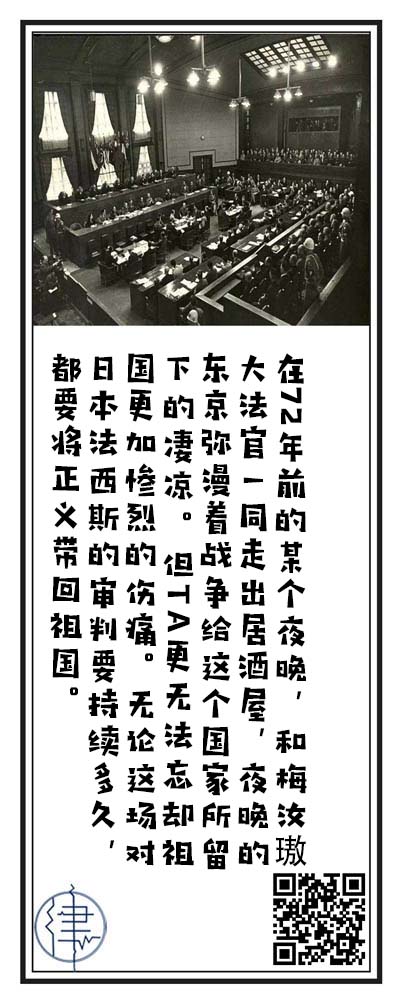 在72年前的某个夜晚，和梅汝璈
大法官一同走出居酒屋，夜晚的
东京弥漫着战争给这个国家所留
下的凄凉。但TA更无法忘却祖
国更加惨烈的伤痛。无论这场对
日本法西斯的审判要持续多久，
都要将正义带回祖国。
律